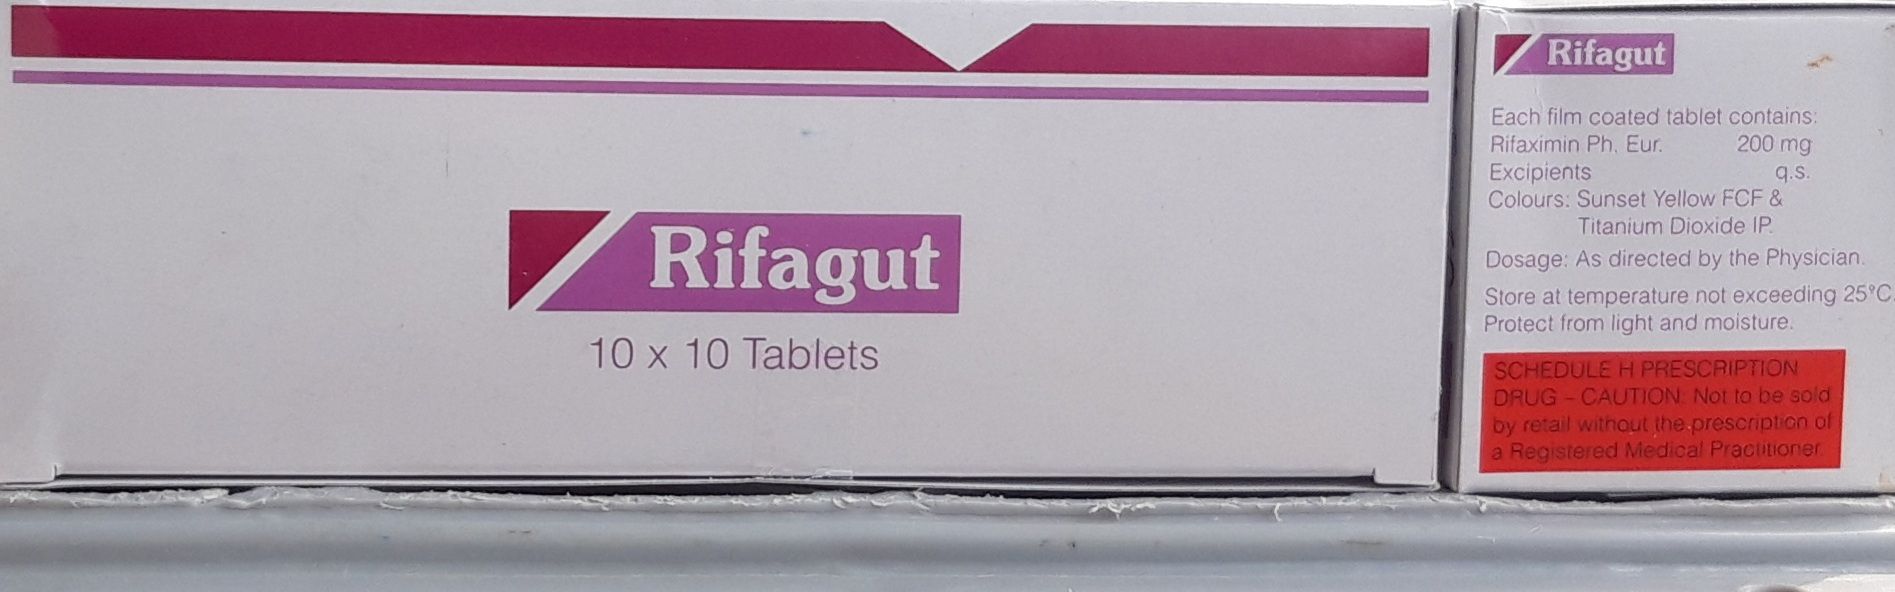 Rifagut
10 x 10 Tablets
Rifagut
Each film coated tablet contains:
Rifaximin Ph. Eur. 200 mg
Excipients q.s.
Colours: Sunset Yellow FCF &
Titanium Dioxide IP.
Dosage: As directed by the Physician.
Store at temperature not exceeding 25°C.
Protect from light and moisture.
SCHEDULE H PRESCRIPTION
DRUG – CAUTION: Not to be sold
by retail without the prescription of
a Registered Medical Practitioner.